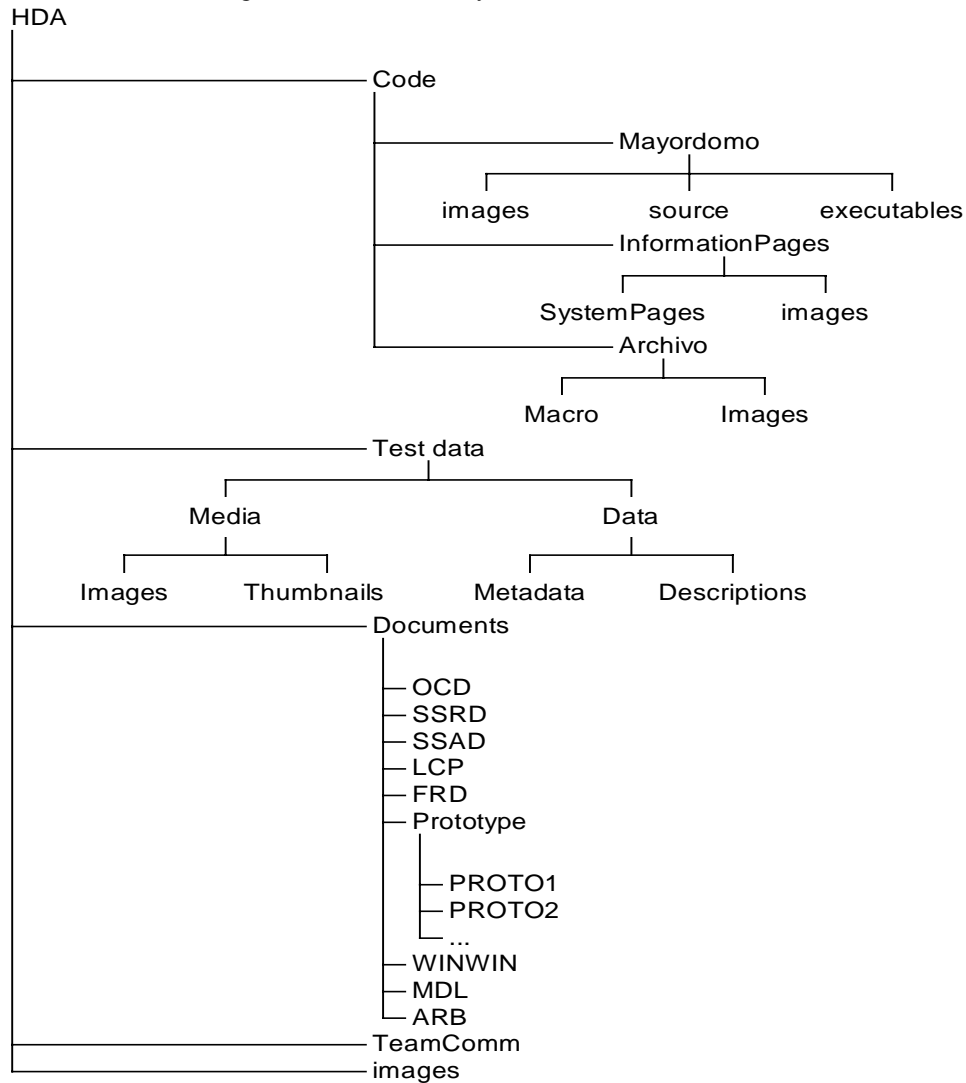 HDA
Code
Mayordomo
images source executables
InformationPages
SystemPages images
Archivo
Macro Images
Test data
Media Data
Images Thumbnails Metadata Descriptions
Documents
OCD
SSRD
SSAD
LCP
FRD
Prototype
PROTO1
PROTO2
...
WINWIN
MDL
ARB
TeamComm
images